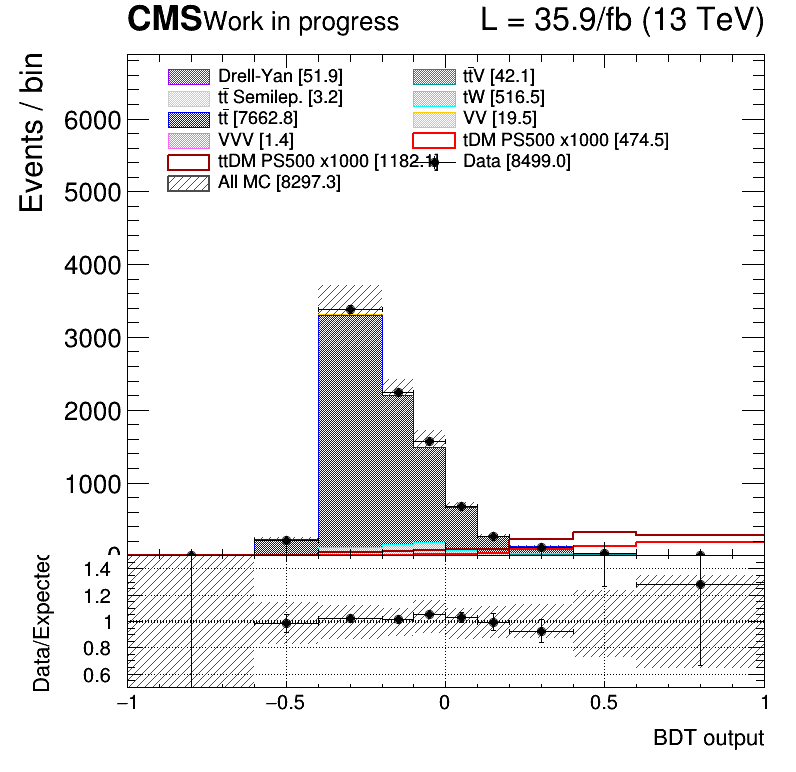 CMS Work in progress L = 35.9/fb (13 TeV)
Events / bin
Drell-Yan [51.9] tt̄V [42.1]
tt̄ Semilep. [3.2] tW [516.5]
tt̄ [7662.8] VV [19.5]
VVV [1.4] tDM PS500 x1000 [474.5]
ttDM PS500 x1000 [1182.1] Data [8499.0]
All MC [8297.3]
6000
5000
4000
3000
2000
1000
0
Data/Expected
1.4
1.2
1
0.8
0.6
−1 −0.5 0 0.5 1
BDT output